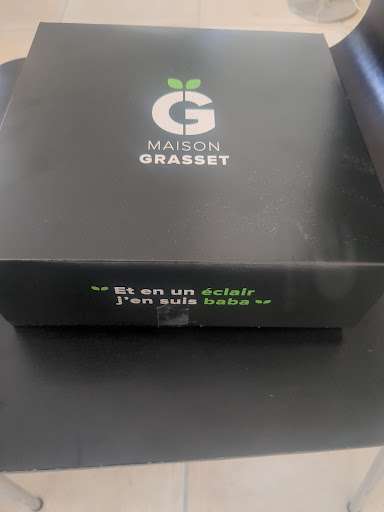 G
MAISON
GRASSET
Et en un éclair
j'en suis baba